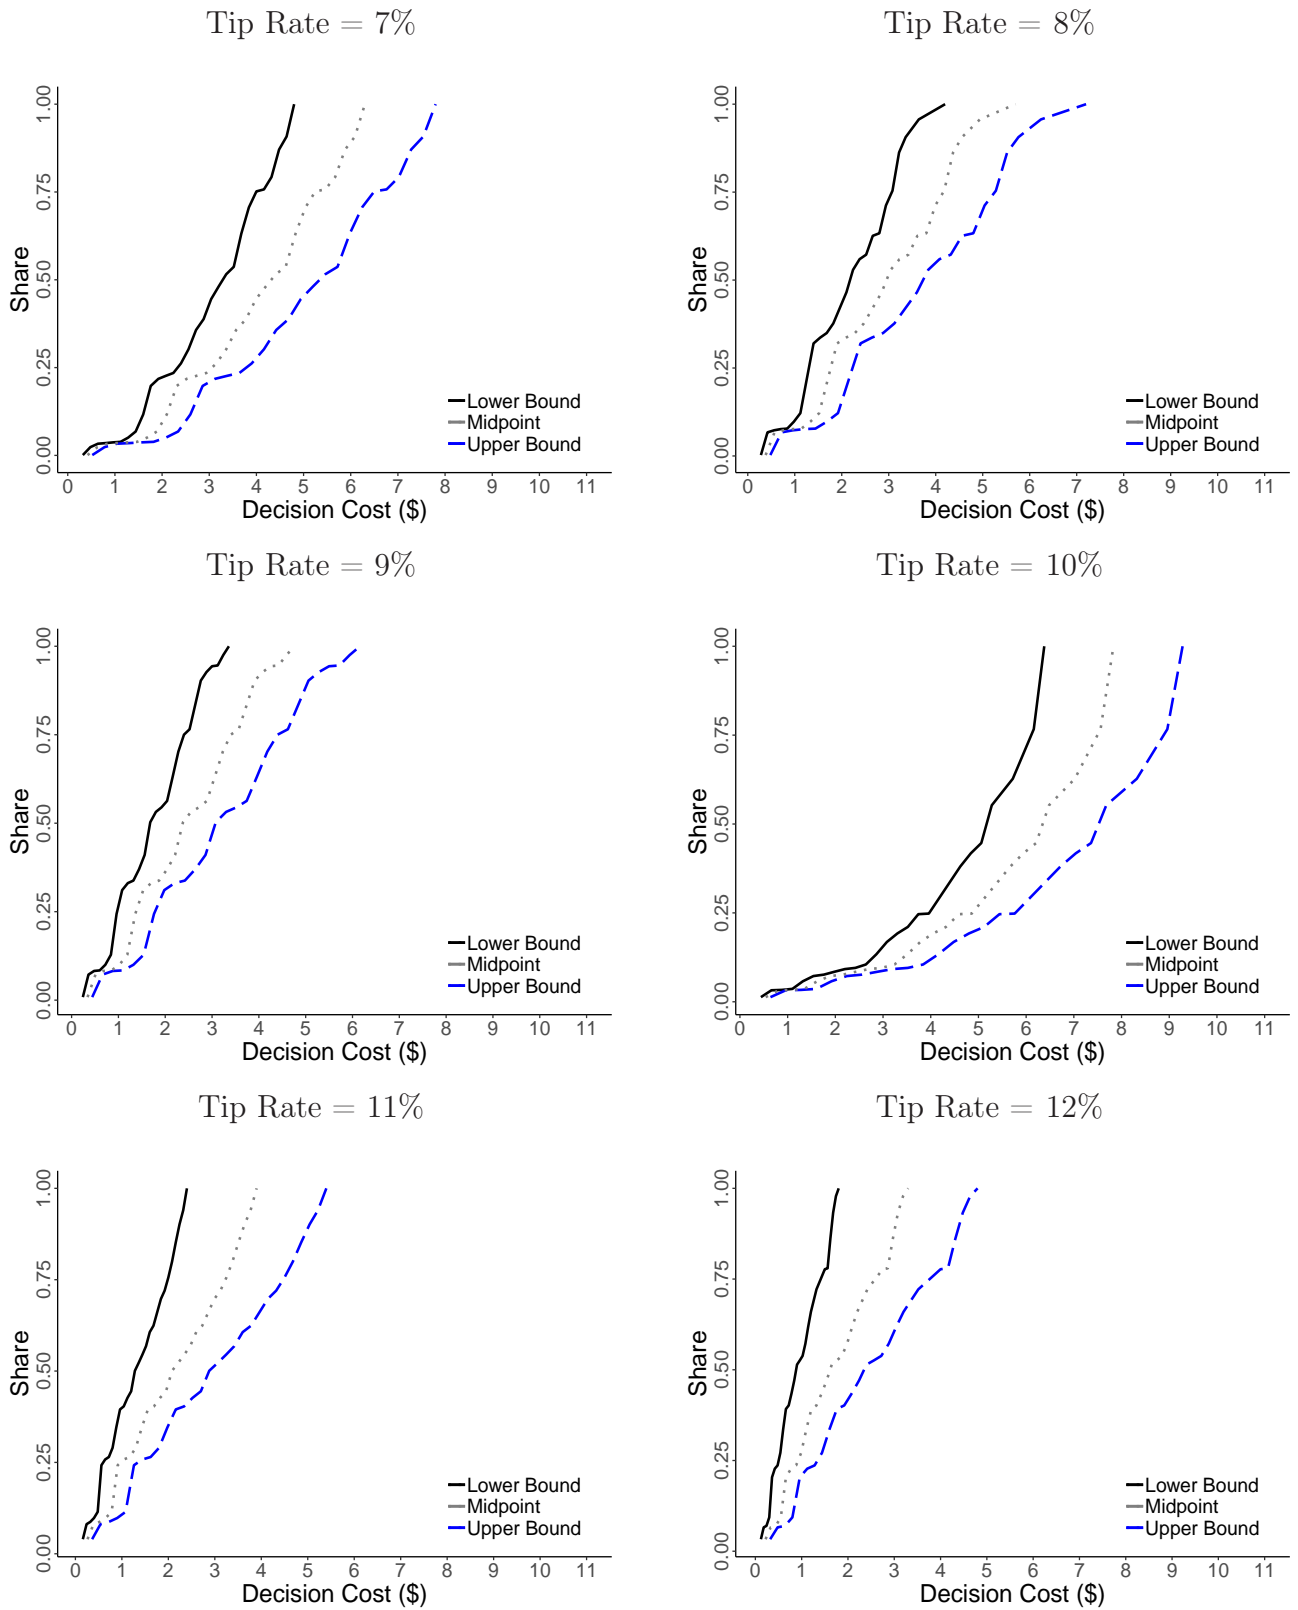 Tip Rate = 7%
1.00
0.75
0.50
0.25
0.00
Share
Lower Bound
Midpoint
Upper Bound
0 1 2 3 4 5 6 7 8 9 10 11
Decision Cost ($)
Tip Rate = 8%
1.00
0.75
0.50
0.25
0.00
Share
Lower Bound
Midpoint
Upper Bound
0 1 2 3 4 5 6 7 8 9 10 11
Decision Cost ($)
Tip Rate = 9%
1.00
0.75
0.50
0.25
0.00
Share
Lower Bound
Midpoint
Upper Bound
0 1 2 3 4 5 6 7 8 9 10 11
Decision Cost ($)
Tip Rate = 10%
1.00
0.75
0.50
0.25
0.00
Share
Lower Bound
Midpoint
Upper Bound
0 1 2 3 4 5 6 7 8 9 10 11
Decision Cost ($)
Tip Rate = 11%
1.00
0.75
0.50
0.25
0.00
Share
Lower Bound
Midpoint
Upper Bound
0 1 2 3 4 5 6 7 8 9 10 11
Decision Cost ($)
Tip Rate = 12%
1.00
0.75
0.50
0.25
0.00
Share
Lower Bound
Midpoint
Upper Bound
0 1 2 3 4 5 6 7 8 9 10 11
Decision Cost ($)